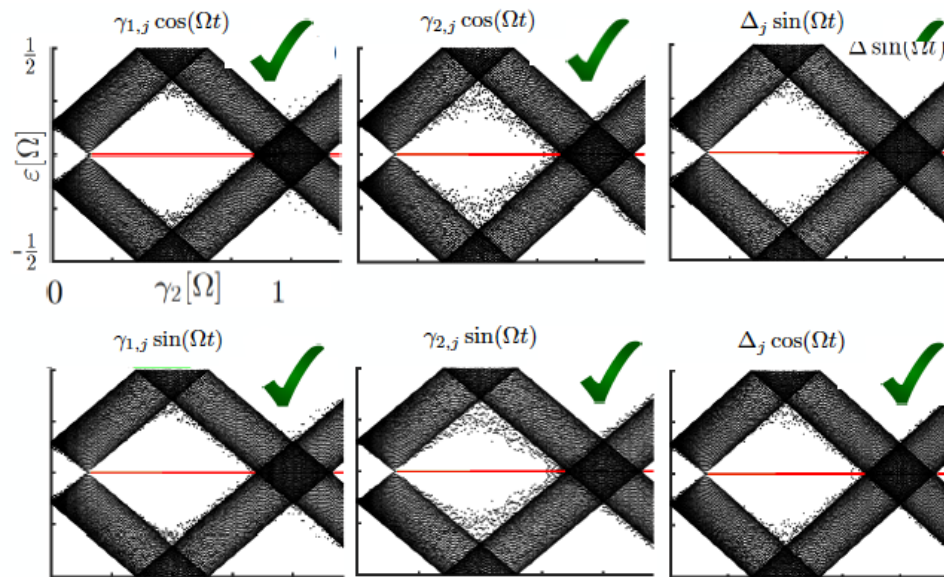 γ₁,ⱼ cos(Ωt)
γ₂,ⱼ cos(Ωt)
Δⱼ sin(Ωt)
Δ sin(Ωt)
1/2
ε[Ω]
-1/2
0
γ₂[Ω]
1
γ₁,ⱼ sin(Ωt)
γ₂,ⱼ sin(Ωt)
Δⱼ cos(Ωt)